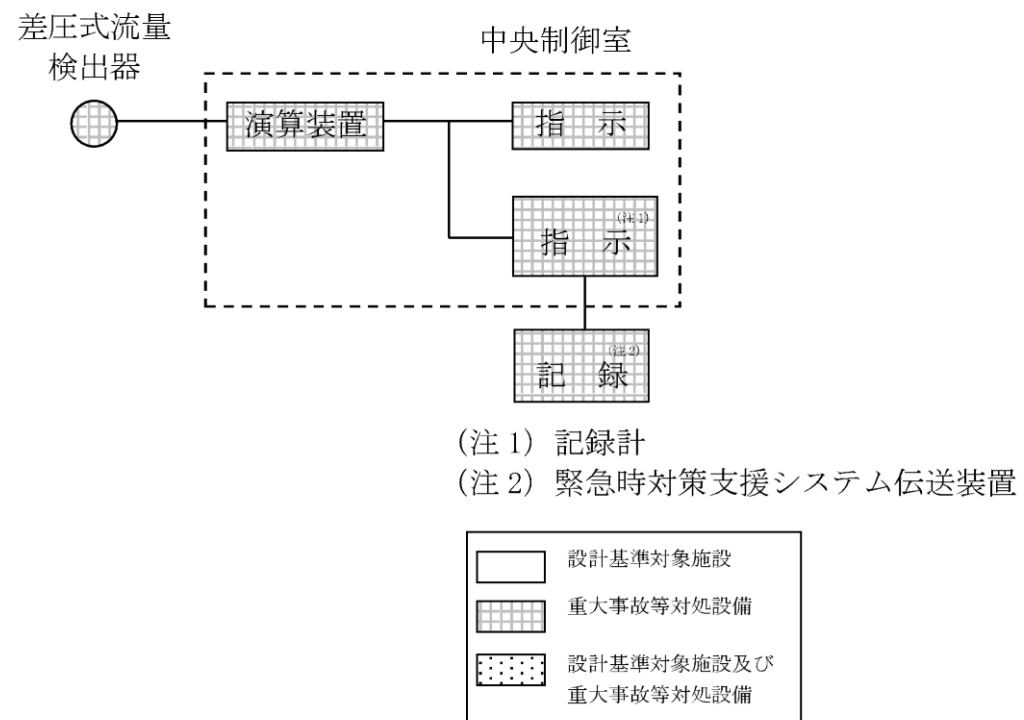 差圧式流量
検出器
中央制御室
演算装置
指 示
指 示(注1)
記 録(注2)
(注 1) 記録計
(注 2) 緊急時対策支援システム伝送装置
設計基準対象施設
重大事故等対処設備
設計基準対象施設及び
重大事故等対処設備